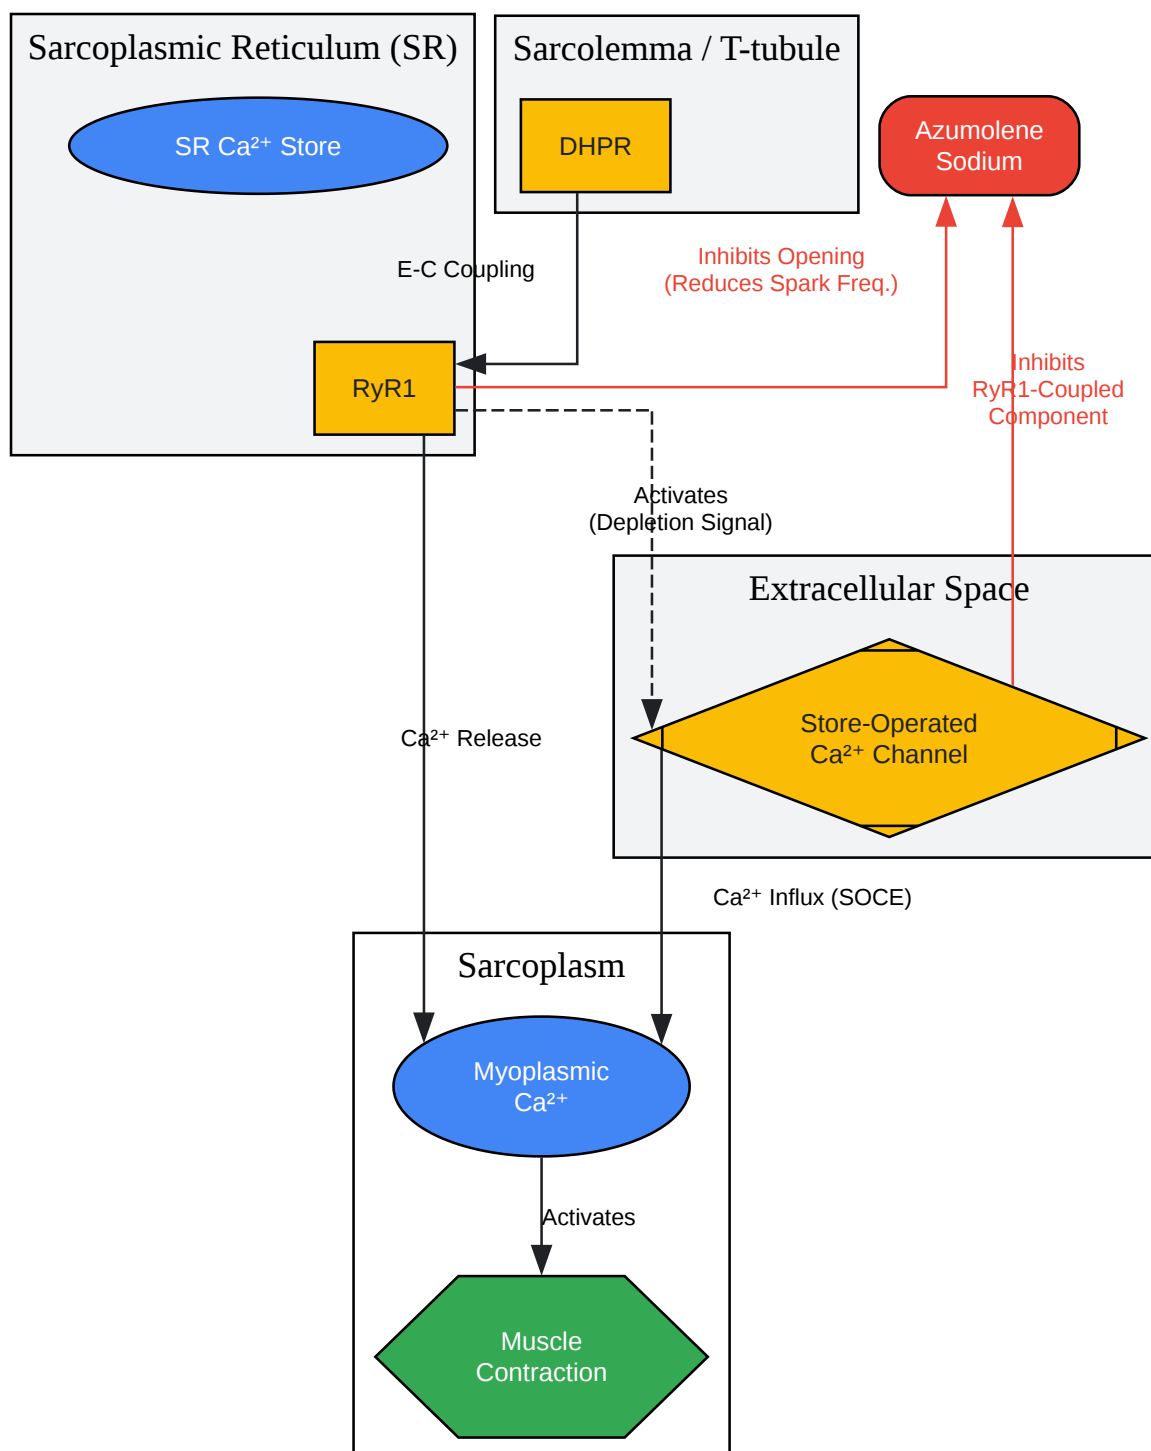 Sarcoplasmic Reticulum (SR)
Sarcolemma / T-tubule
SR Ca²⁺ Store
DHPR
Azumolene
Sodium
E-C Coupling
Inhibits Opening
(Reduces Spark Freq.)
RyR1
Inhibits
RyR1-Coupled
Component
Activates
(Depletion Signal)
Extracellular Space
Store-Operated
Ca²⁺ Channel
Ca²⁺ Release
Ca²⁺ Influx (SOCE)
Sarcoplasm
Myoplasmic
Ca²⁺
Activates
Muscle
Contraction